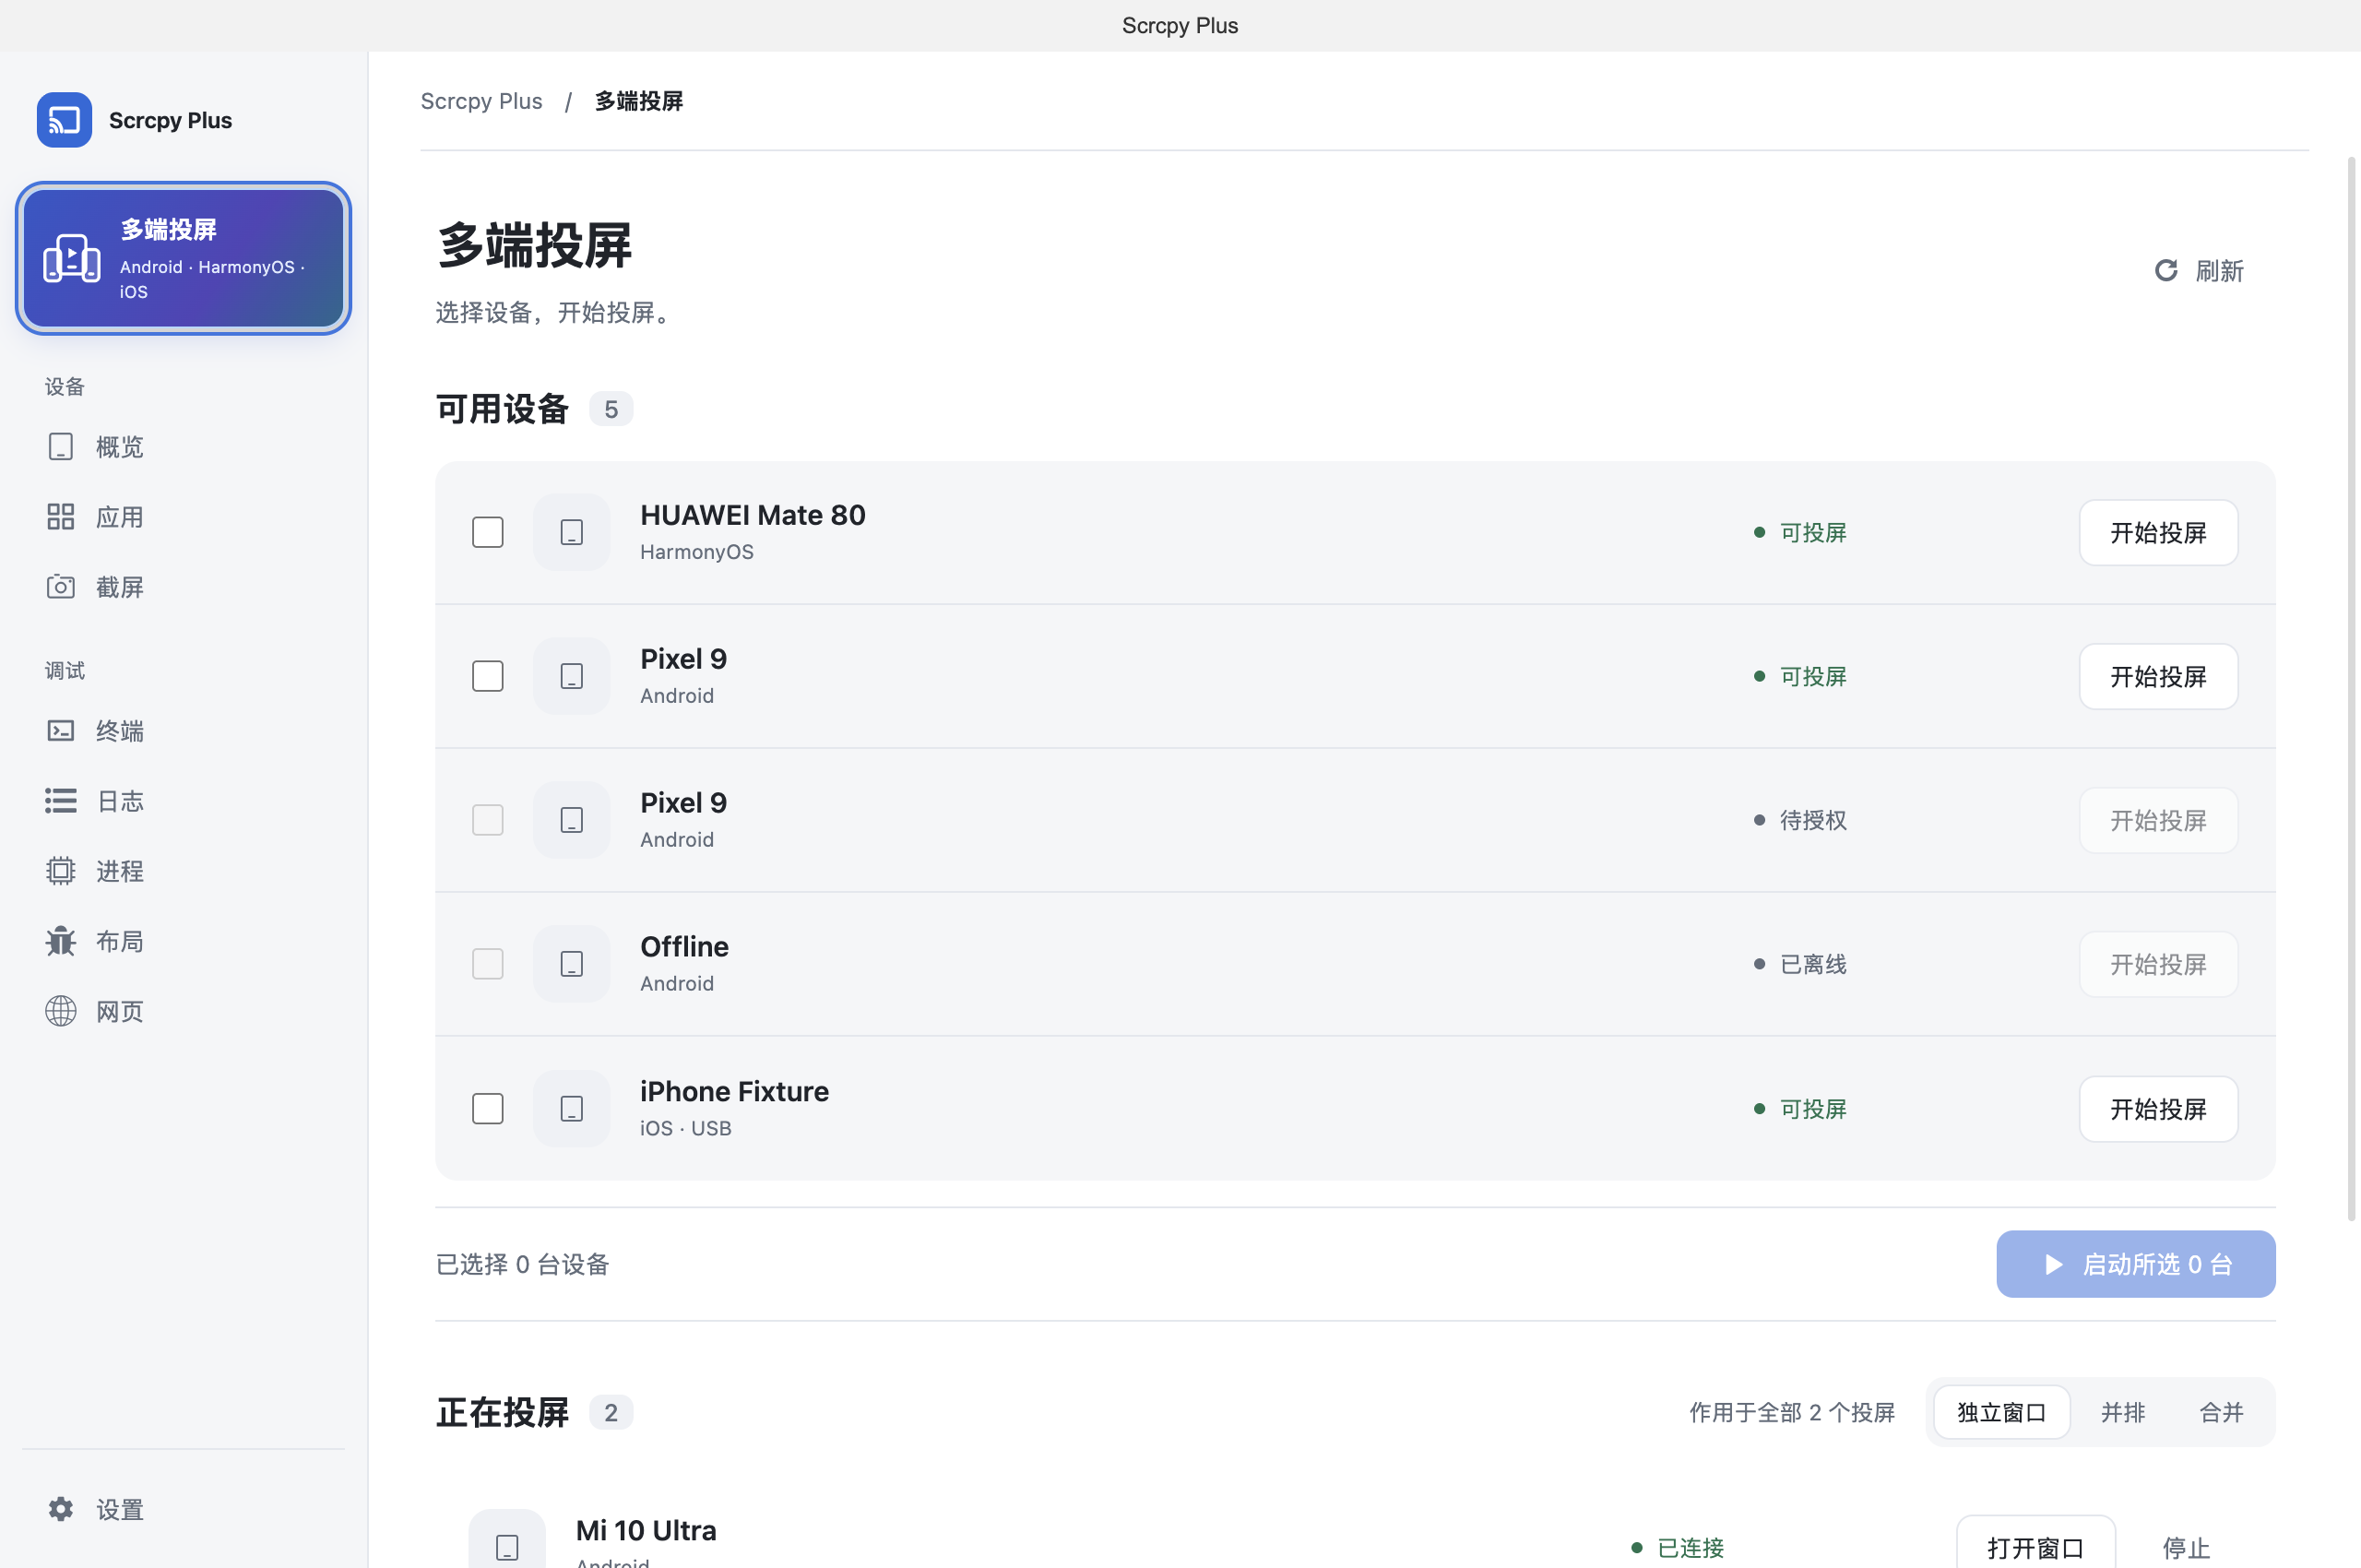 Scrcpy Plus
Scrcpy Plus
多端投屏
Android · HarmonyOS ·
iOS
设备
概览
应用
截屏
调试
终端
日志
进程
布局
网页
设置
Scrcpy Plus / 多端投屏
多端投屏
选择设备，开始投屏。
刷新
可用设备 5
HUAWEI Mate 80
HarmonyOS
可投屏
开始投屏
Pixel 9
Android
可投屏
开始投屏
Pixel 9
Android
待授权
开始投屏
Offline
Android
已离线
开始投屏
iPhone Fixture
iOS · USB
可投屏
开始投屏
已选择 0 台设备
启动所选 0 台
正在投屏 2
作用于全部 2 个投屏
独立窗口
并排
合并
Mi 10 Ultra
Android
已连接
打开窗口
停止